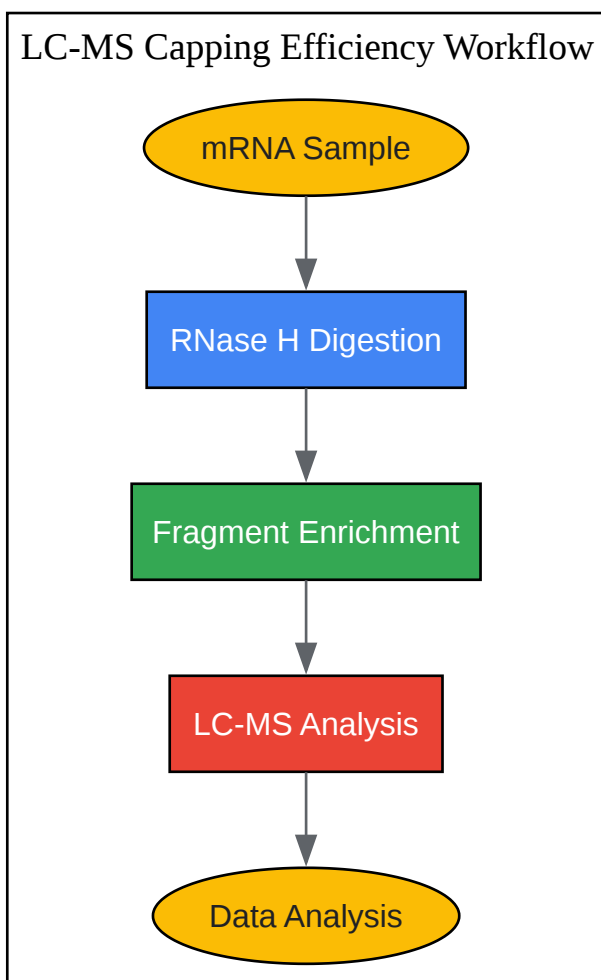 LC-MS Capping Efficiency Workflow
mRNA Sample
RNase H Digestion
Fragment Enrichment
LC-MS Analysis
Data Analysis